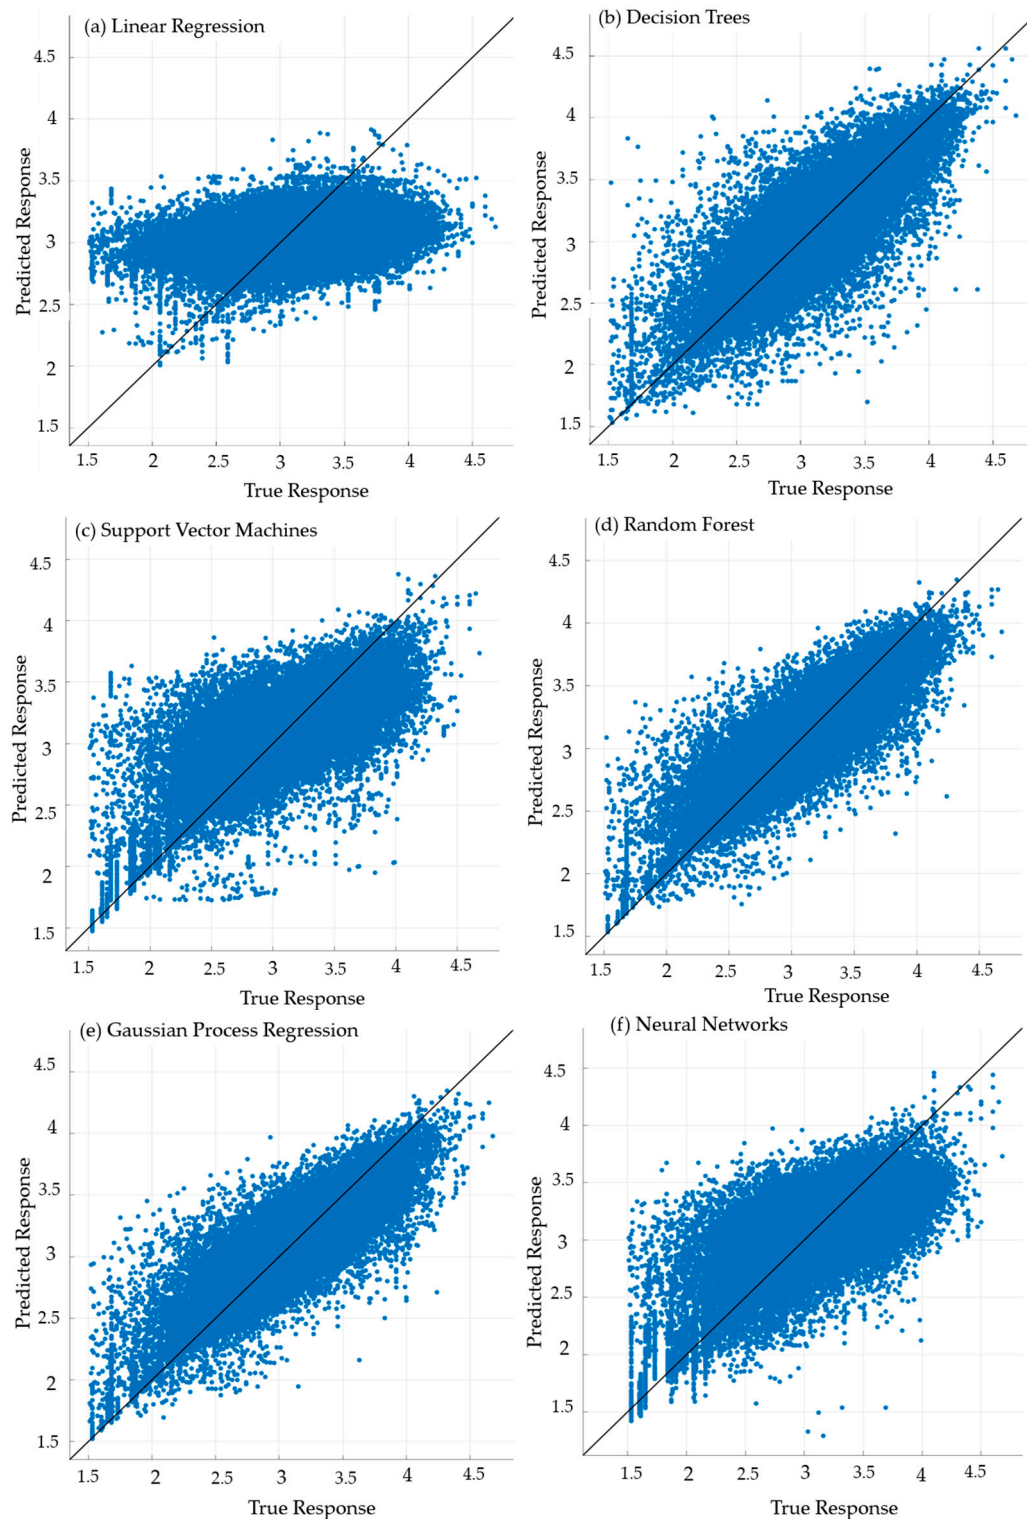 (a) Linear Regression
4.5
4
3.5
3
2.5
2
1.5
Predicted Response
1.5 2 2.5 3 3.5 4 4.5
True Response
(b) Decision Trees
4.5
4
3.5
3
2.5
2
1.5
Predicted Response
1.5 2 2.5 3 3.5 4 4.5
True Response
(c) Support Vector Machines
4.5
4
3.5
3
2.5
2
1.5
Predicted Response
1.5 2 2.5 3 3.5 4 4.5
True Response
(d) Random Forest
4.5
4
3.5
3
2.5
2
1.5
Predicted Response
1.5 2 2.5 3 3.5 4 4.5
True Response
(e) Gaussian Process Regression
4.5
4
3.5
3
2.5
2
1.5
Predicted Response
1.5 2 2.5 3 3.5 4 4.5
True Response
(f) Neural Networks
4.5
4
3.5
3
2.5
2
1.5
Predicted Response
1.5 2 2.5 3 3.5 4 4.5
True Response